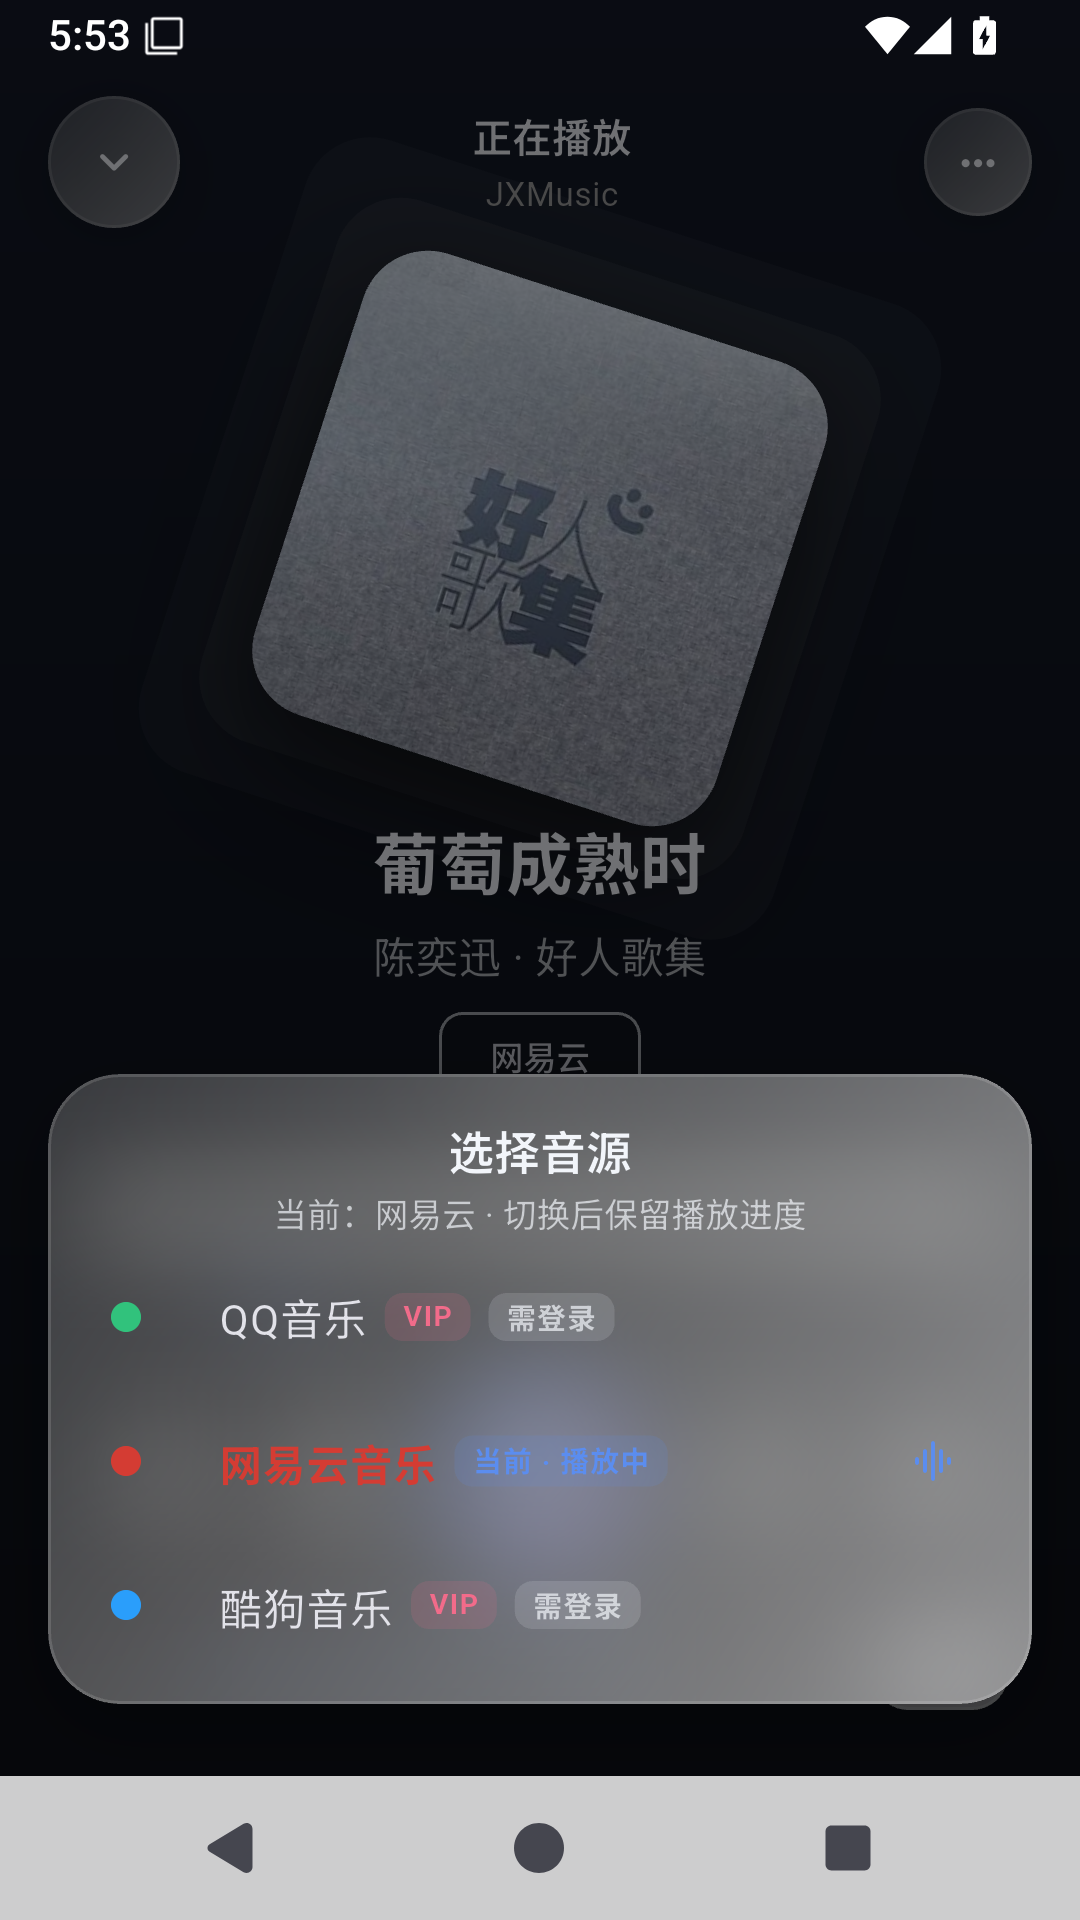 5:53
正在播放
JXMusic
好人
歌集
葡萄成熟时
陈奕迅 · 好人歌集
网易云
选择音源
当前：网易云 · 切换后保留播放进度
QQ音乐 VIP 需登录
网易云音乐 当前 · 播放中
酷狗音乐 VIP 需登录